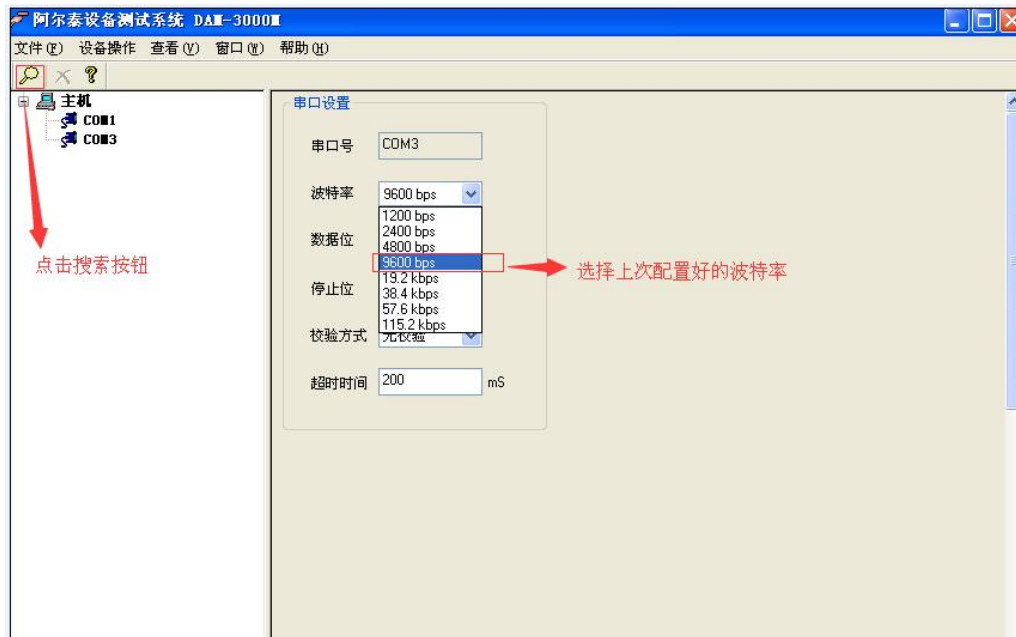 阿尔泰设备测试系统 DAM-3000M
文件(F) 设备操作 查看(V) 窗口(W) 帮助(H)
主机
COM1
COM3
点击搜索按钮
串口设置
串口号 COM3
波特率 9600 bps
1200 bps
2400 bps
数据位
4800 bps
9600 bps
选择上次配置好的波特率
19.2 kbps
停止位
38.4 kbps
57.6 kbps
115.2 kbps
校验方式 无校验
超时时间 200 mS